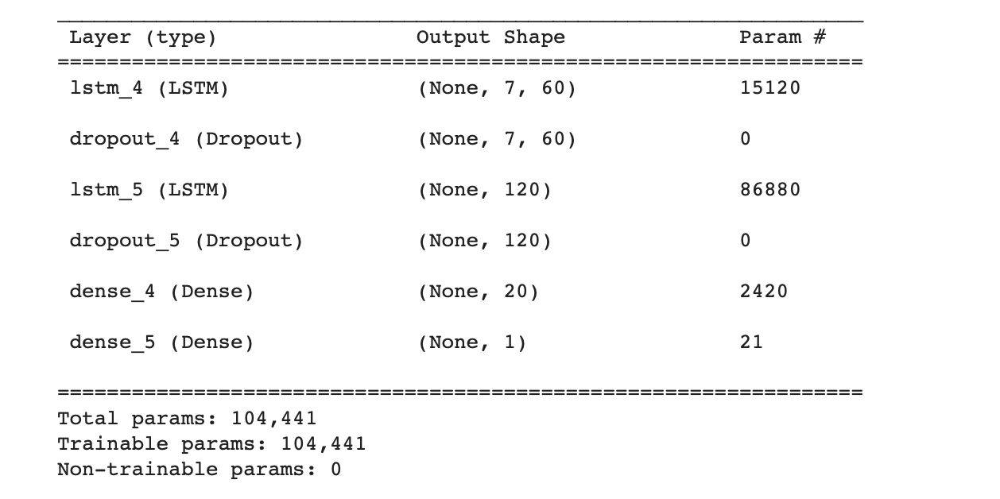 Layer (type) Output Shape Param #
=================================================================
lstm_4 (LSTM) (None, 7, 60) 15120
dropout_4 (Dropout) (None, 7, 60) 0
lstm_5 (LSTM) (None, 120) 86880
dropout_5 (Dropout) (None, 120) 0
dense_4 (Dense) (None, 20) 2420
dense_5 (Dense) (None, 1) 21
=================================================================
Total params: 104,441
Trainable params: 104,441
Non-trainable params: 0